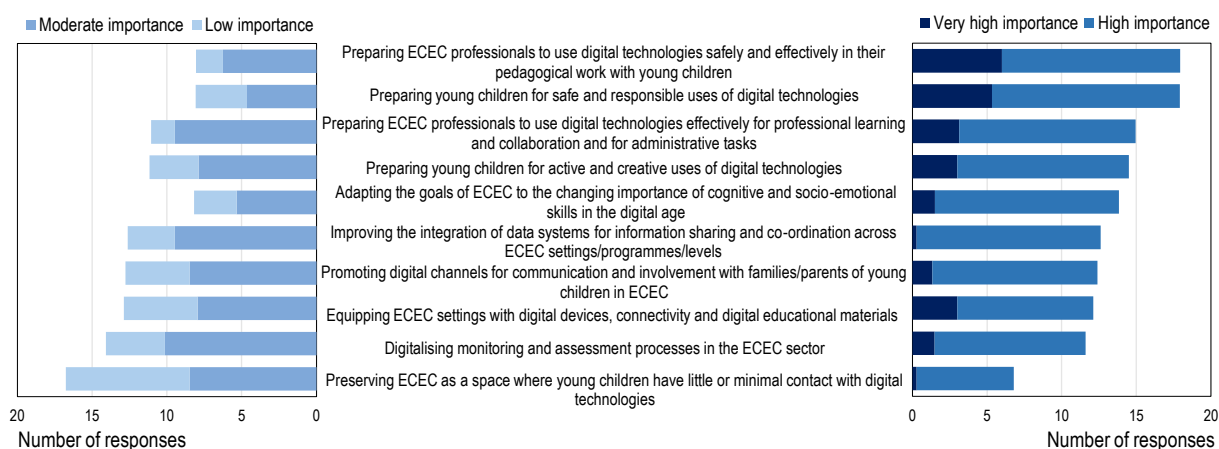 Moderate importance Low importance
Very high importance High importance
Preparing ECEC professionals to use digital technologies safely and effectively in their
pedagogical work with young children
Preparing young children for safe and responsible uses of digital technologies
Preparing ECEC professionals to use digital technologies effectively for professional learning
and collaboration and for administrative tasks
Preparing young children for active and creative uses of digital technologies
Adapting the goals of ECEC to the changing importance of cognitive and socio-emotional
skills in the digital age
Improving the integration of data systems for information sharing and co-ordination across
ECEC settings/programmes/levels
Promoting digital channels for communication and involvement with families/parents of young
children in ECEC
Equipping ECEC settings with digital devices, connectivity and digital educational materials
Digitalising monitoring and assessment processes in the ECEC sector
Preserving ECEC as a space where young children have little or minimal contact with digital
technologies
20 15 10 5 0
0 5 10 15 20
Number of responses
Number of responses